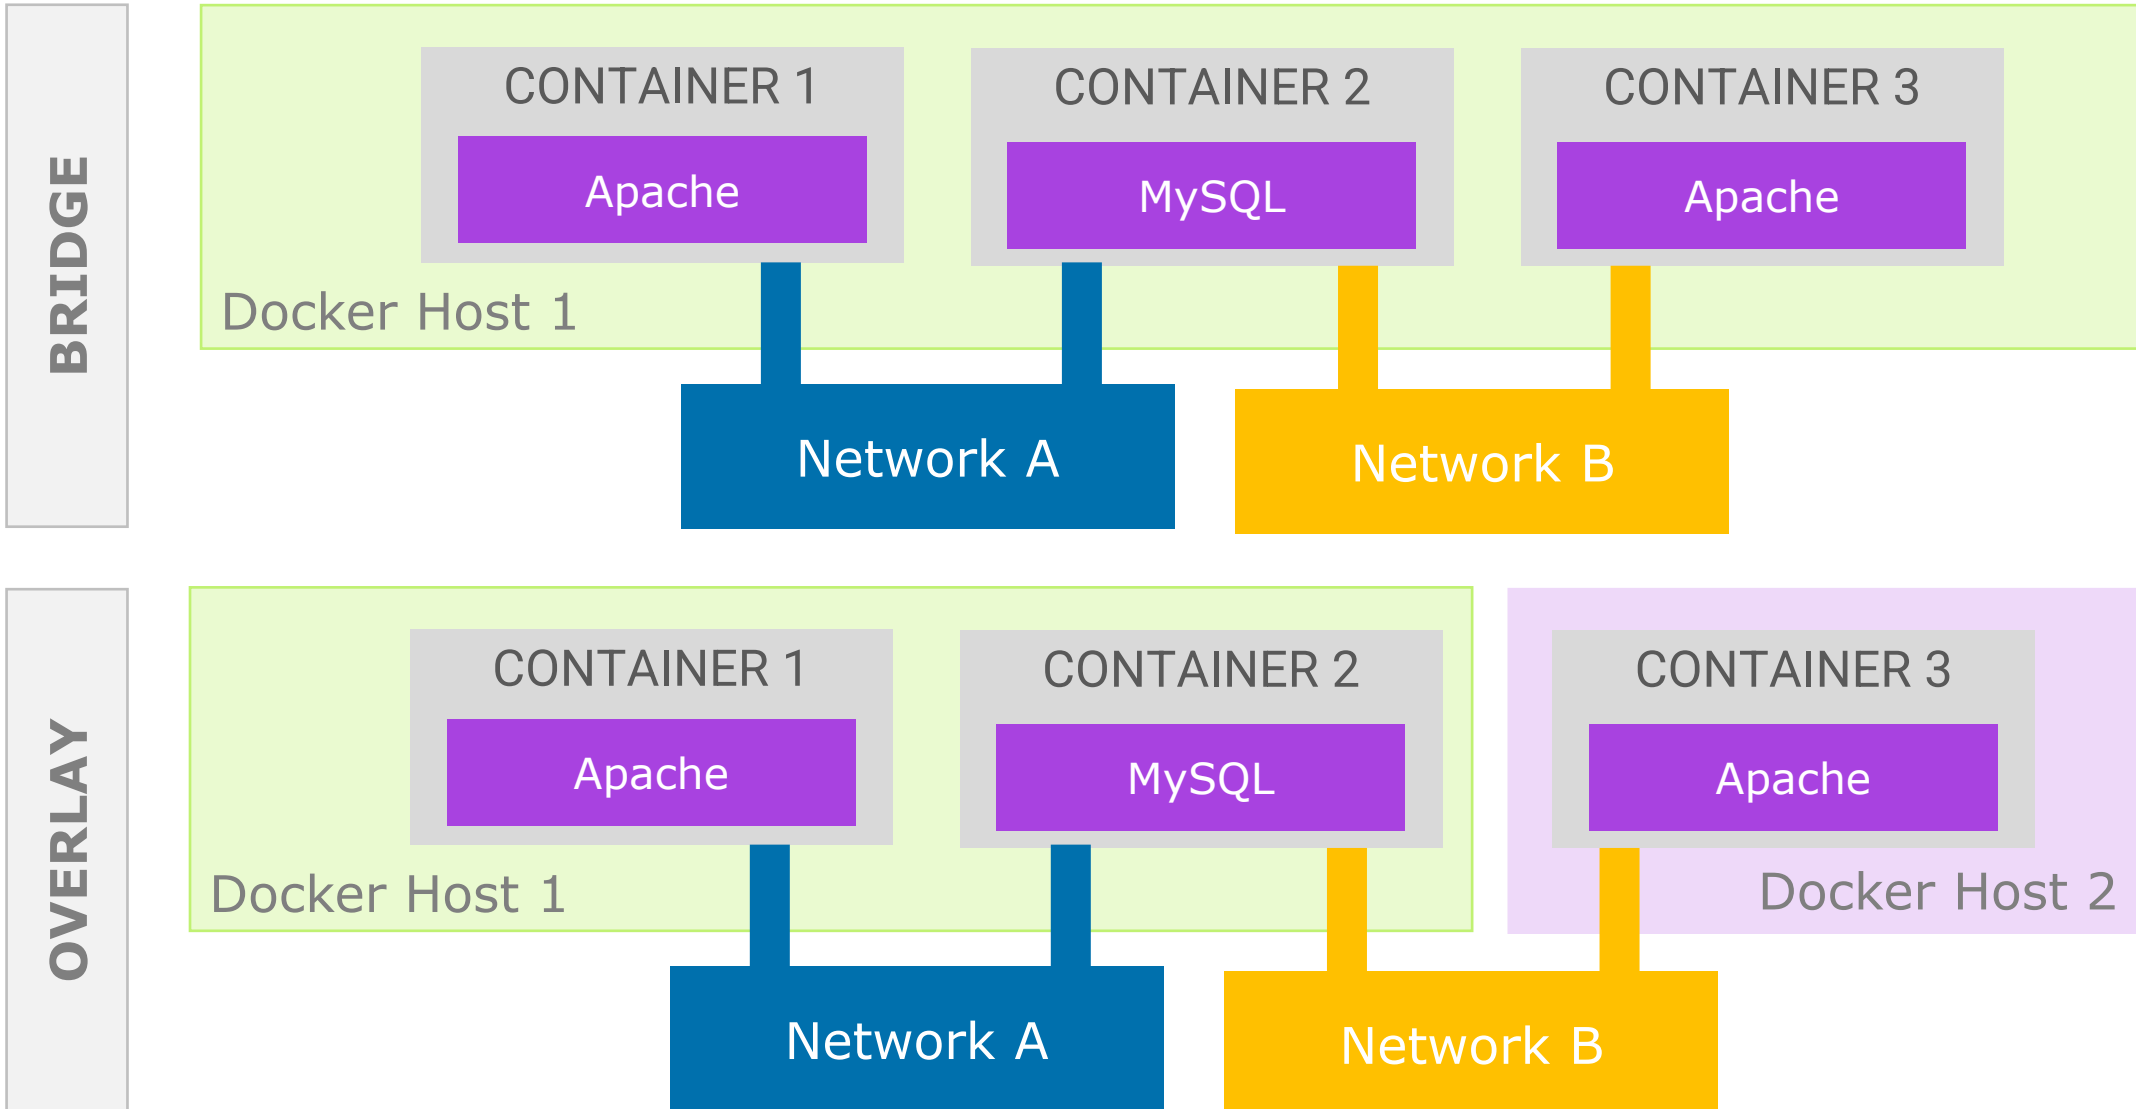 BRIDGE
CONTAINER 1
CONTAINER 2
CONTAINER 3
Apache
MySQL
Apache
Docker Host 1
Network A
Network B
OVERLAY
CONTAINER 1
CONTAINER 2
CONTAINER 3
Apache
MySQL
Apache
Docker Host 1
Docker Host 2
Network A
Network B